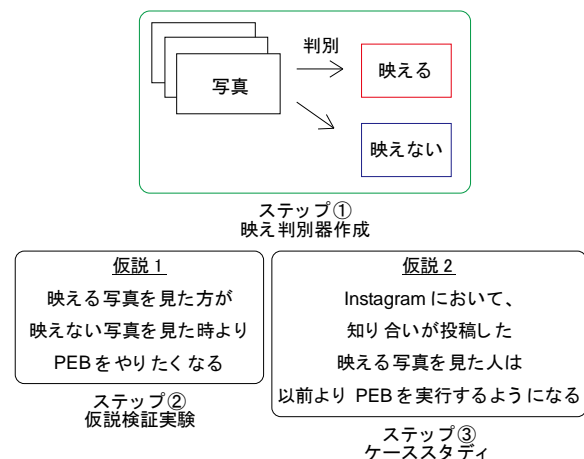 写真
判別
映える
映えない
ステップ①
映え判別器作成
仮説 1
映える写真を見た方が
映えない写真を見た時より
PEBをやりたくなる
ステップ②
仮説検証実験
仮説 2
Instagramにおいて、
知り合いが投稿した
映える写真を見た人は
以前より PEBを実行するようになる
ステップ③
ケーススタディ